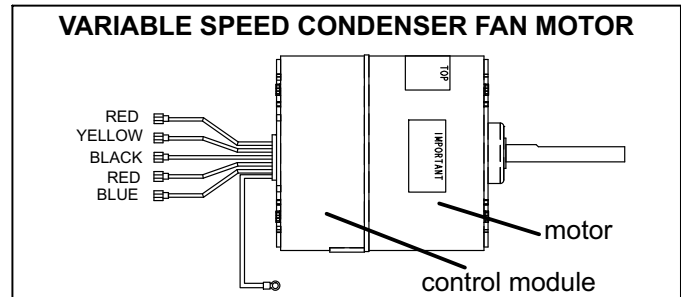 VARIABLE SPEED CONDENSER FAN MOTOR
TOP
RED
YELLOW
BLACK
RED
BLUE
IMPORTANT
motor
control module